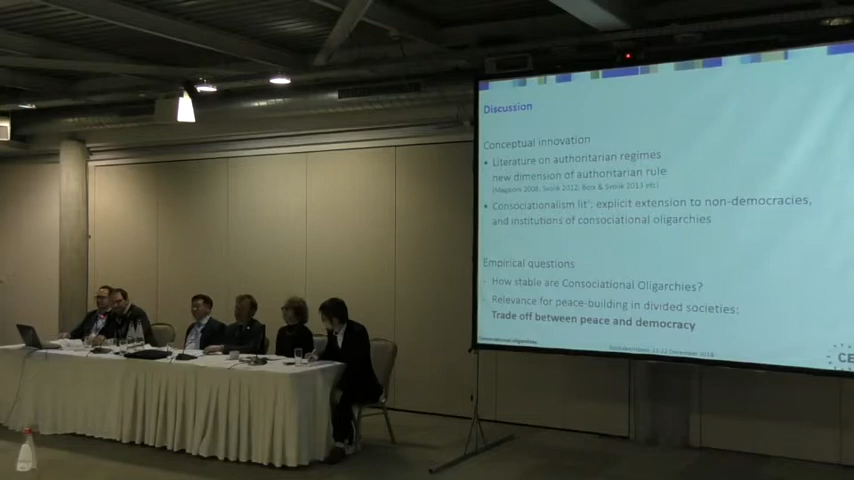 Discussion
Conceptual innovation
• Literature on authoritarian regimes
new dimension of authoritarian rule
(Magaloni 2008, Svolik 2012, Boix & Svolik 2013 etc)
• Consociationalism lit': explicit extension to non-democracies,
and institutions of consociational oligarchies
Empirical questions
How stable are Consociational Oligarchies?
Relevance for peace-building in divided societies:
Trade off between peace and democracy
December
CE